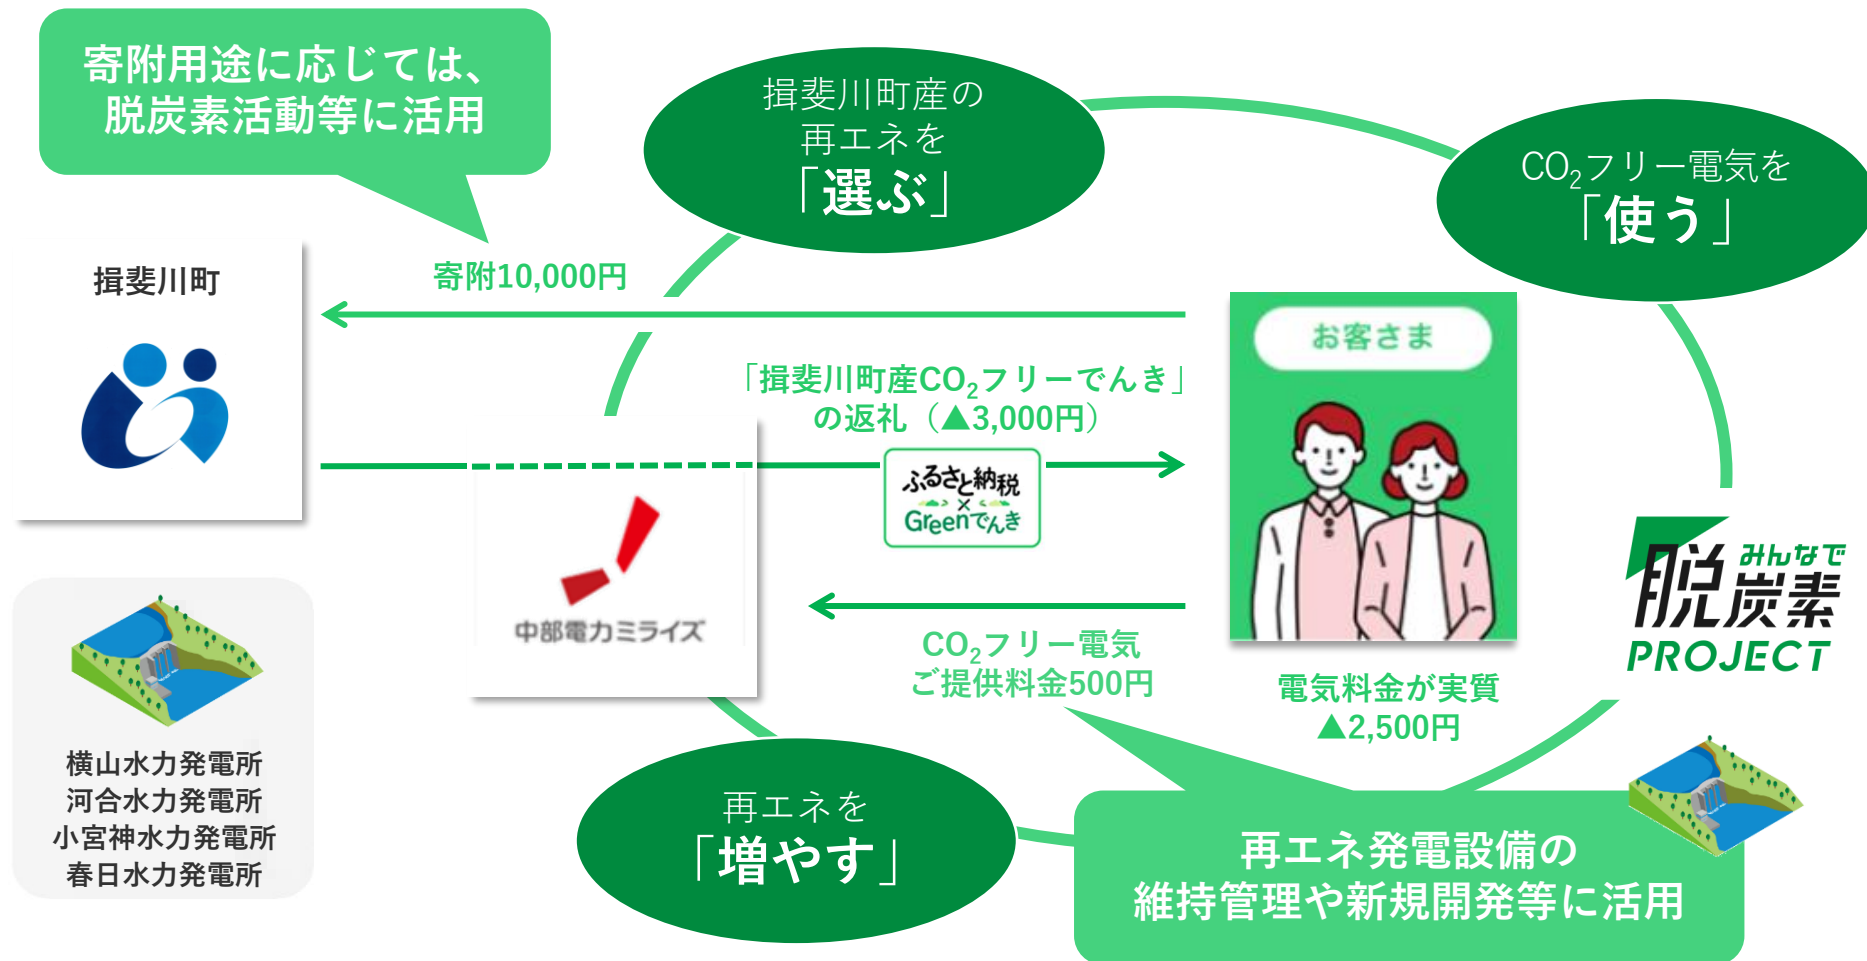 寄附用途に応じては、
脱炭素活動等に活用
揖斐川町産の
再エネを
「選ぶ」
CO₂フリー電気を
「使う」
揖斐川町
寄附10,000円
お客さま
「揖斐川町産CO₂フリーでんき」
の返礼（▲3,000円）
ふるさと納税
×
Greenでんき
中部電力ミライズ
CO₂フリー電気
ご提供料金500円
電気料金が実質
▲2,500円
みんなで
脱炭素
PROJECT
横山水力発電所
河合水力発電所
小宮神水力発電所
春日水力発電所
再エネを
「増やす」
再エネ発電設備の
維持管理や新規開発等に活用